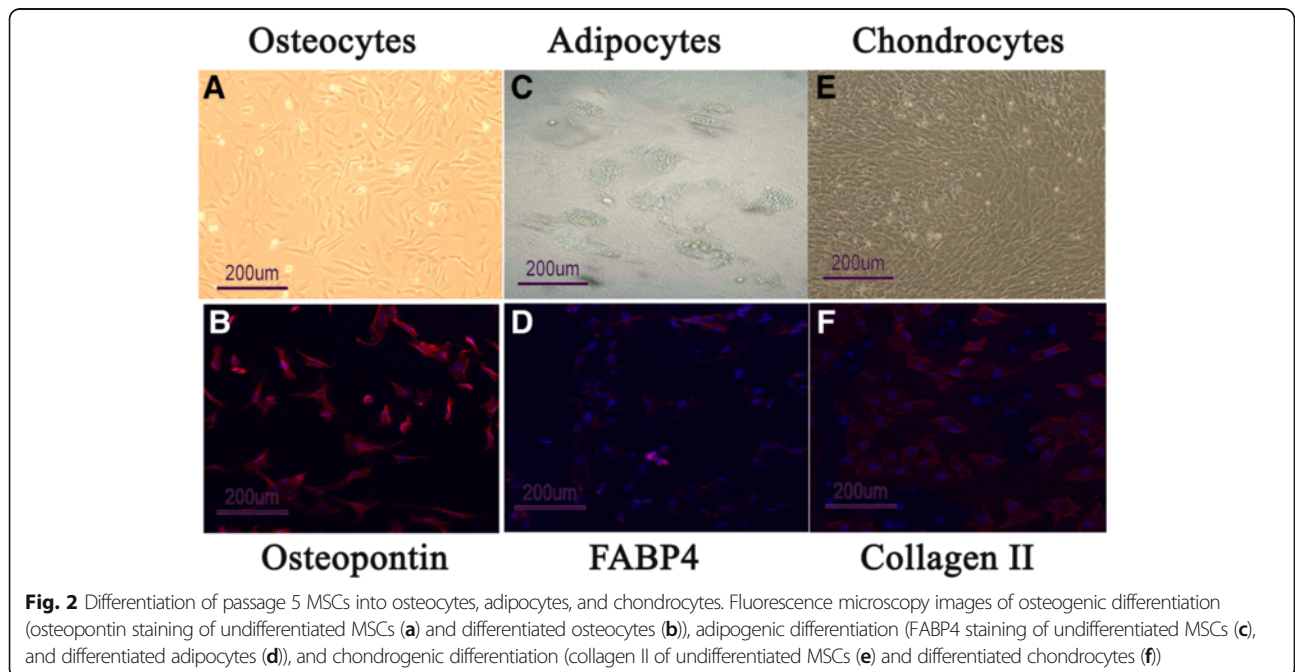 Osteocytes Adipocytes Chondrocytes
A C E
200um 200um 200um
B D F
200um 200um 200um
Osteopontin FABP4 Collagen II
Fig. 2 Differentiation of passage 5 MSCs into osteocytes, adipocytes, and chondrocytes. Fluorescence microscopy images of osteogenic differentiation
(osteopontin staining of undifferentiated MSCs (a) and differentiated osteocytes (b)), adipogenic differentiation (FABP4 staining of undifferentiated MSCs (c),
and differentiated adipocytes (d)), and chondrogenic differentiation (collagen II of undifferentiated MSCs (e) and differentiated chondrocytes (f))